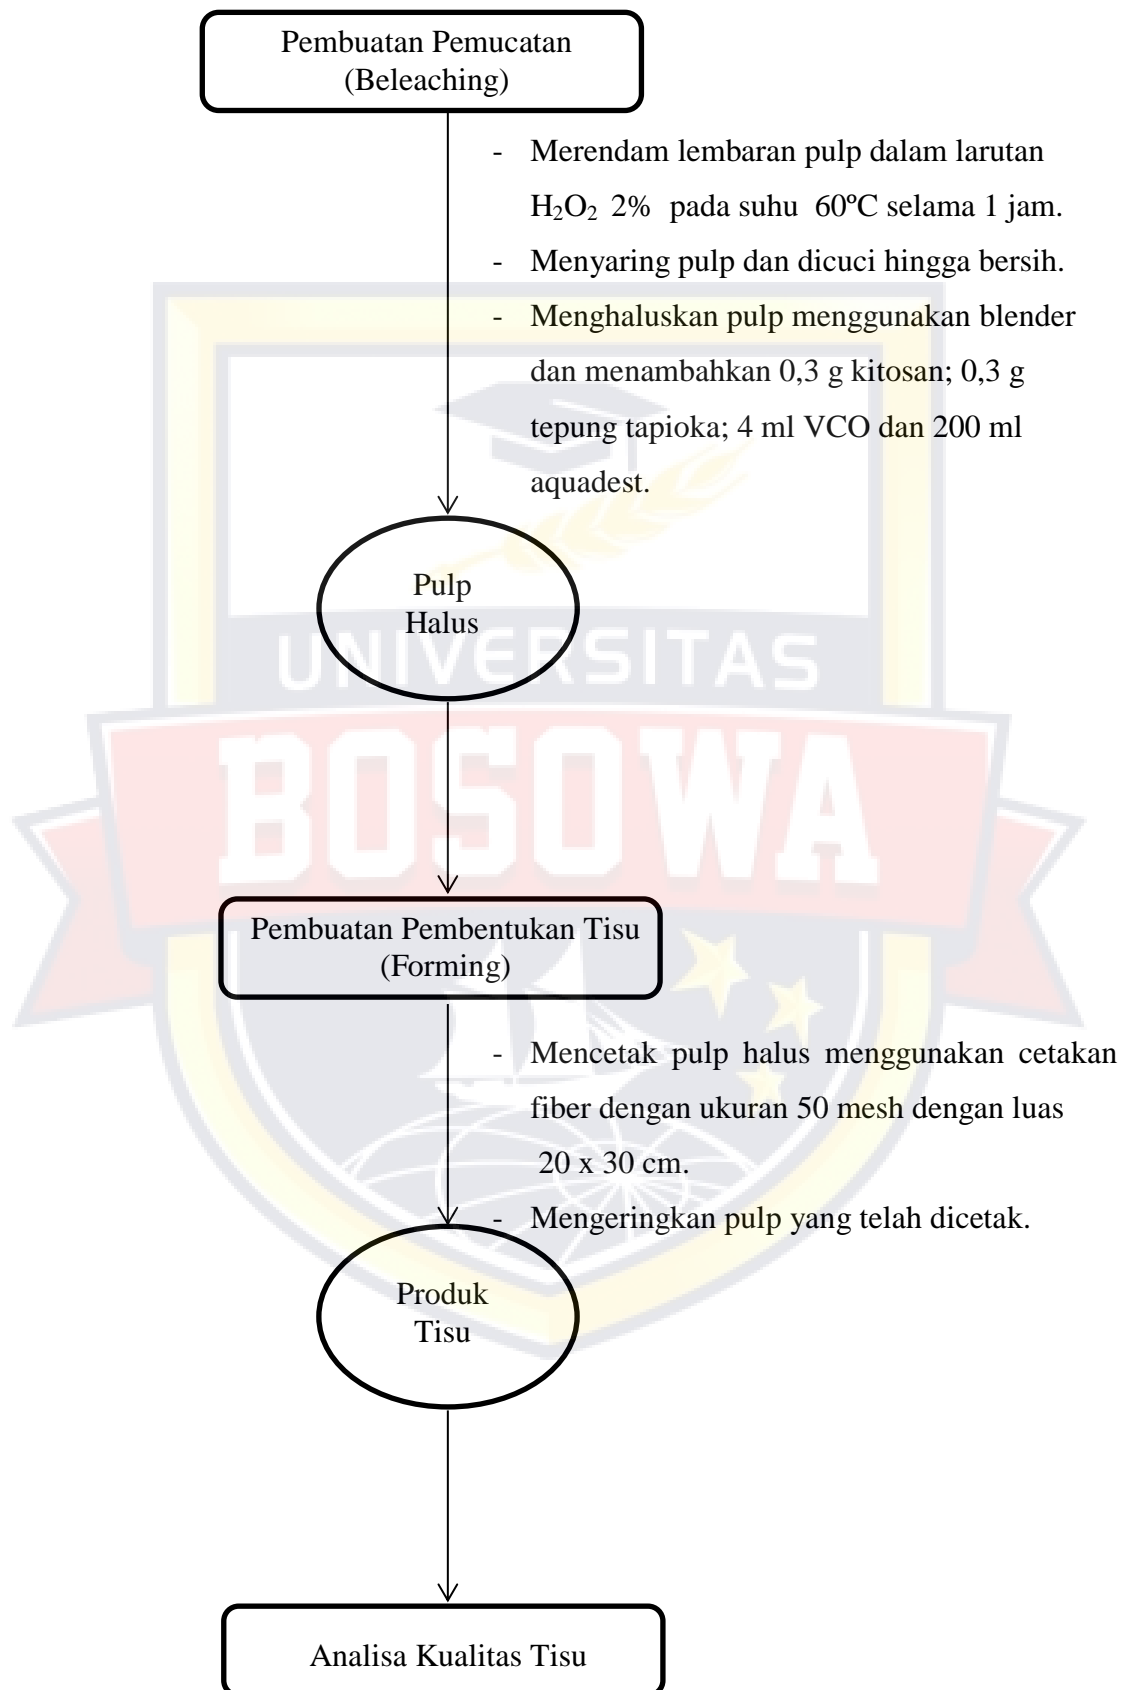 Pembuatan Pemucatan
(Beleaching)
- Merendam lembaran pulp dalam larutan
H₂O₂ 2% pada suhu 60ºC selama 1 jam.
- Menyaring pulp dan dicuci hingga bersih.
- Menghaluskan pulp menggunakan blender
dan menambahkan 0,3 g kitosan; 0,3 g
tepung tapioka; 4 ml VCO dan 200 ml
aquadest.
Pulp
Halus
UNIVERSITAS
BOSOWA
Pembuatan Pembentukan Tisu
(Forming)
- Mencetak pulp halus menggunakan cetakan
fiber dengan ukuran 50 mesh dengan luas
20 x 30 cm.
- Mengeringkan pulp yang telah dicetak.
Produk
Tisu
Analisa Kualitas Tisu